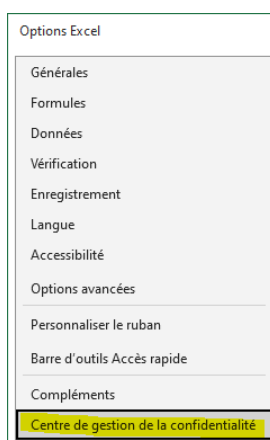 Options Excel
Générales
Formules
Données
Vérification
Enregistrement
Langue
Accessibilité
Options avancées
Personnaliser le ruban
Barre d'outils Accès rapide
Compléments
Centre de gestion de la confidentialité